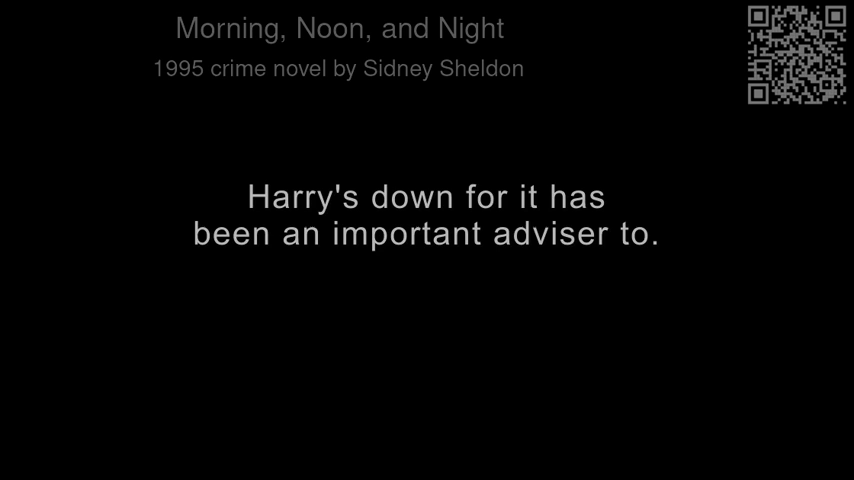 Morning, Noon, and Night
1995 crime novel by Sidney Sheldon
Harry's down for it has
been an important adviser to.